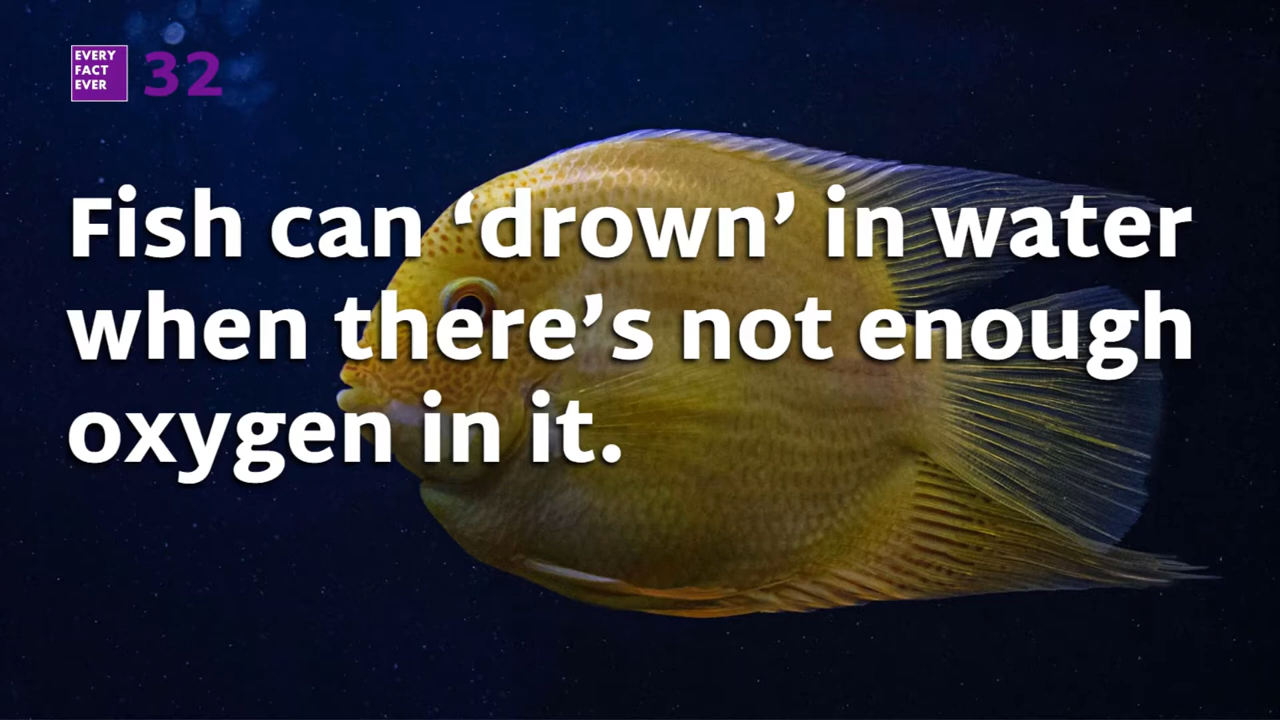 EVERY
FACT
EVER
32
Fish can ‘drown’ in water
when there’s not enough
oxygen in it.